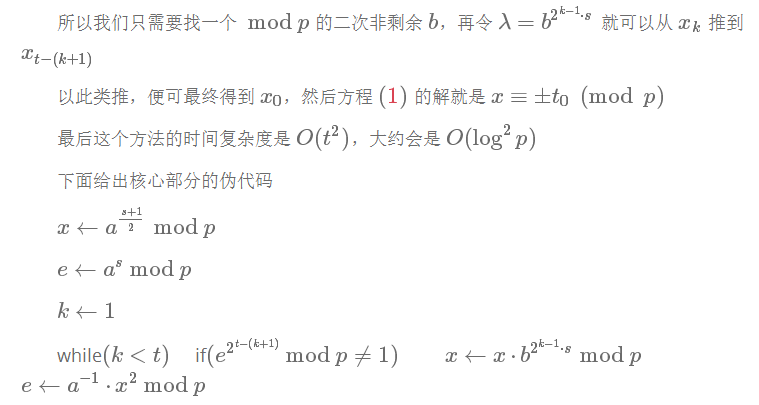 所以我们只需要找一个 mod p 的二次非剩余 b，再令 λ = b^{2^{k−1}·s} 就可以从 x_k 推到
x_{t−(k+1)}
以此类推，便可最终得到 x_0，然后方程 (1) 的解就是 x ≡ ±t_0 (mod p)
最后这个方法的时间复杂度是 O(t^2)，大约会是 O(log^2 p)
下面给出核心部分的伪代码
x ← a^{\frac{s+1}{2}} mod p
e ← a^s mod p
k ← 1
while(k < t) if(e^{2^{t−(k+1)}} mod p ≠ 1) x ← x · b^{2^{k−1}·s} mod p
e ← a^{−1} · x^2 mod p